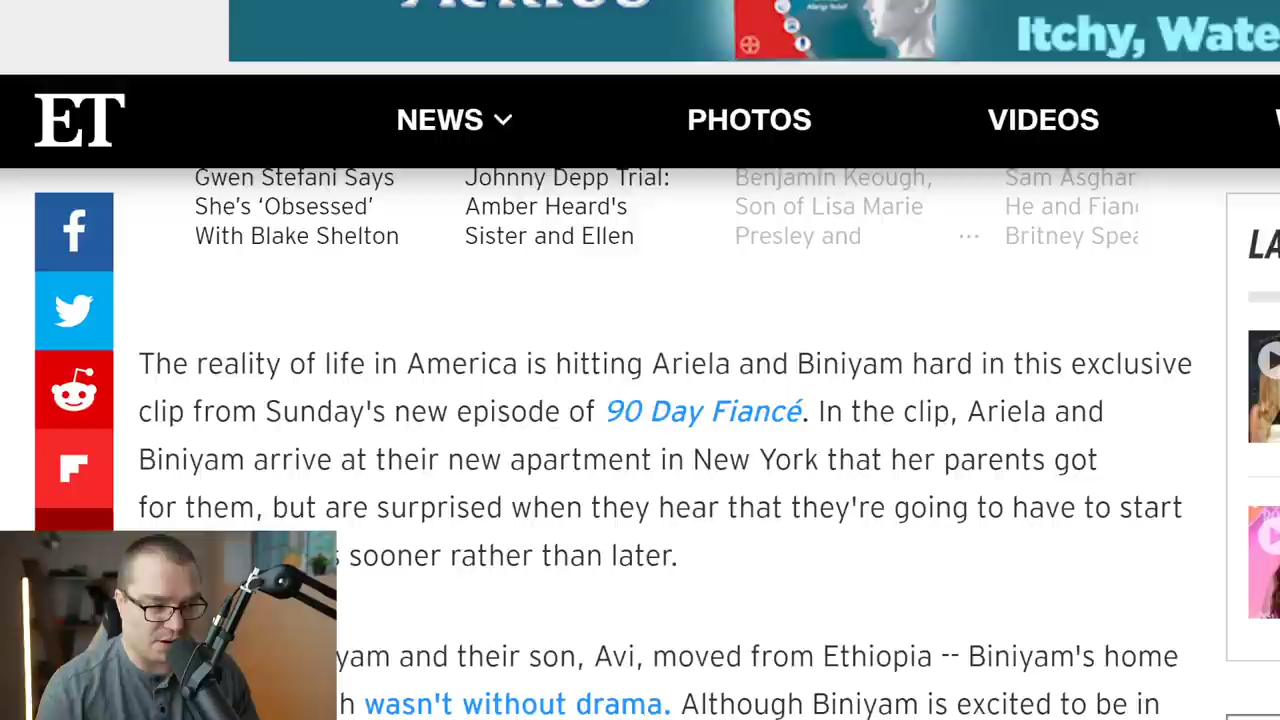 Itchy, Wate
ET
NEWS
PHOTOS
VIDEOS
Gwen Stefani Says
She's 'Obsessed'
With Blake Shelton
Johnny Depp Trial:
Amber Heard's
Sister and Ellen
Benjamin Keough,
Son of Lisa Marie
Presley and
...
Sam Asghar
He and Fian
Britney Spea
LA
The reality of life in America is hitting Ariela and Biniyam hard in this exclusive
clip from Sunday's new episode of 90 Day Fiancé. In the clip, Ariela and
Biniyam arrive at their new apartment in New York that her parents got
for them, but are surprised when they hear that they're going to have to start
sooner rather than later.
yam and their son, Avi, moved from Ethiopia -- Biniyam's home
h wasn't without drama. Although Biniyam is excited to be in